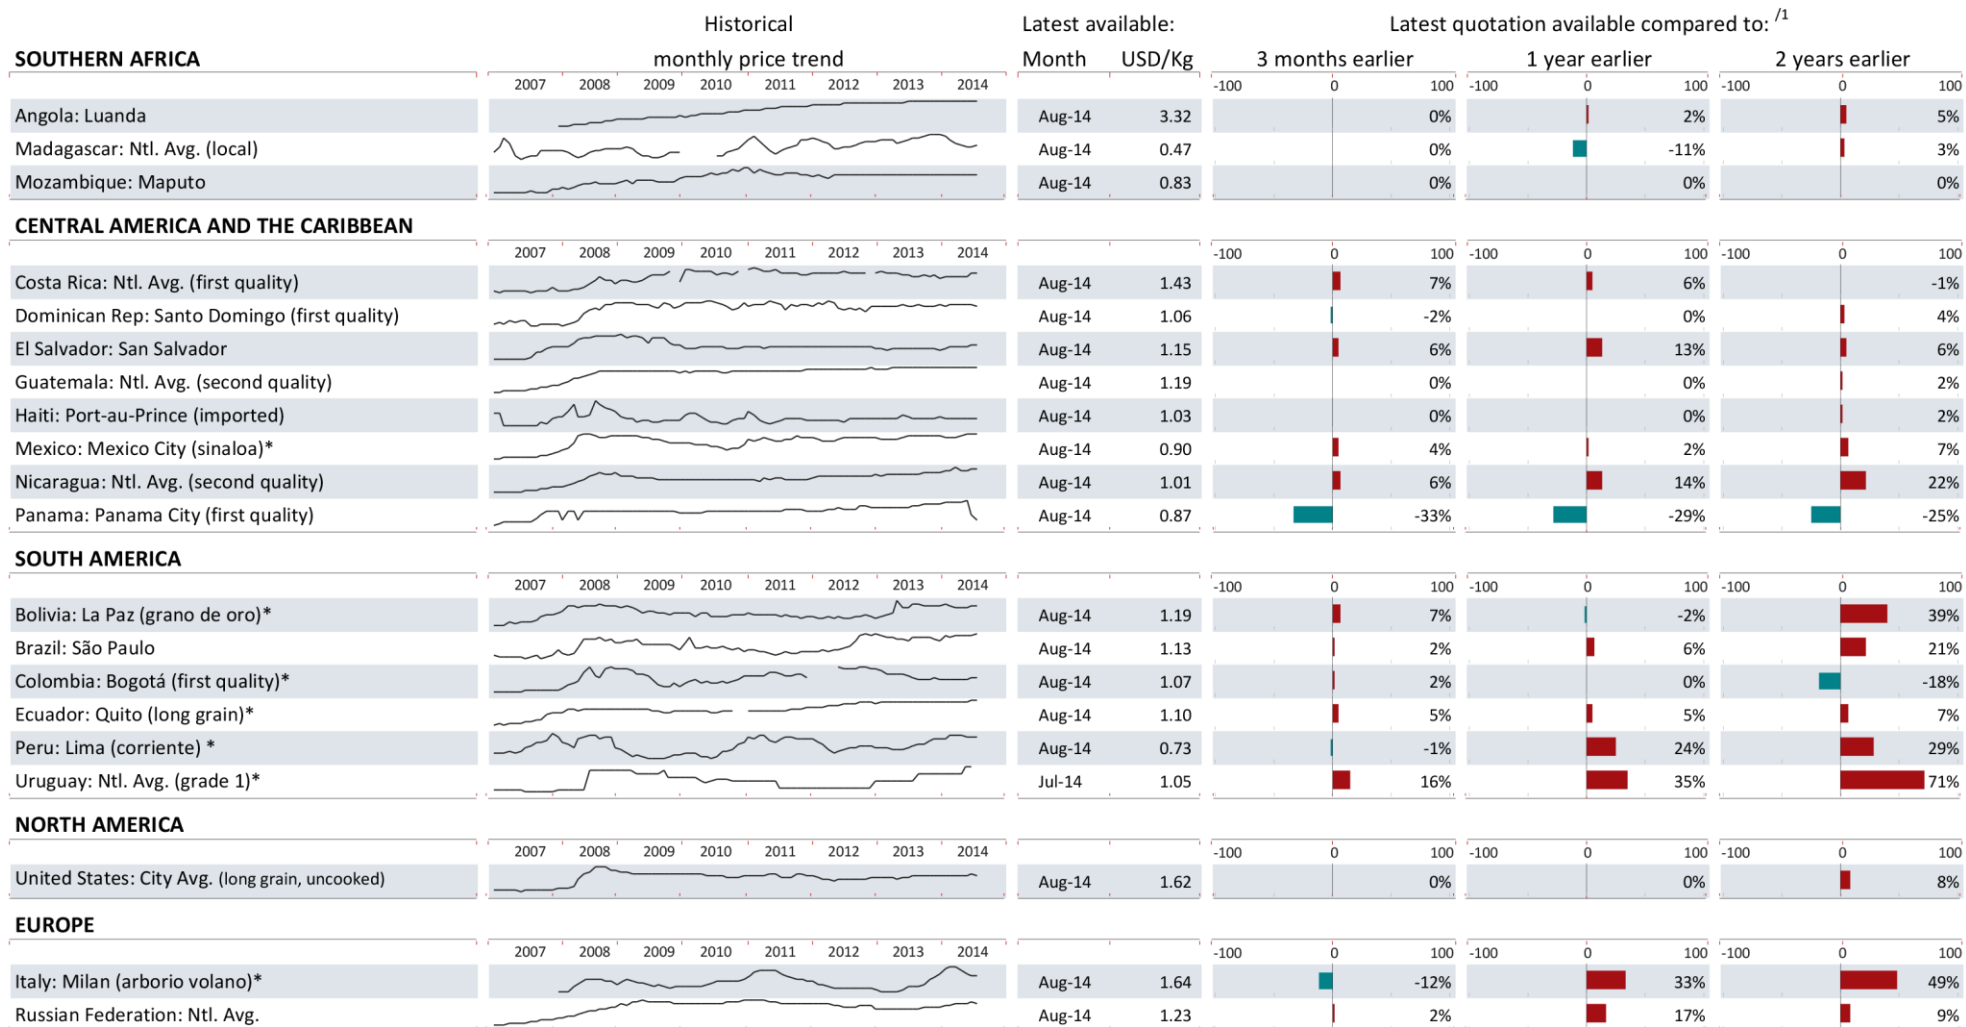 Historical Latest available: Latest quotation available compared to: /1
SOUTHERN AFRICA monthly price trend Month USD/Kg 3 months earlier 1 year earlier 2 years earlier
2007 2008 2009 2010 2011 2012 2013 2014 -100 0 100 -100 0 100 -100 0 100
Angola: Luanda Aug-14 3.32 0% 2% 5%
Madagascar: Ntl. Avg. (local) Aug-14 0.47 0% -11% 3%
Mozambique: Maputo Aug-14 0.83 0% 0% 0%
CENTRAL AMERICA AND THE CARIBBEAN
2007 2008 2009 2010 2011 2012 2013 2014 -100 0 100 -100 0 100 -100 0 100
Costa Rica: Ntl. Avg. (first quality) Aug-14 1.43 7% 6% -1%
Dominican Rep: Santo Domingo (first quality) Aug-14 1.06 -2% 0% 4%
El Salvador: San Salvador Aug-14 1.15 6% 13% 6%
Guatemala: Ntl. Avg. (second quality) Aug-14 1.19 0% 0% 2%
Haiti: Port-au-Prince (imported) Aug-14 1.03 0% 0% 2%
Mexico: Mexico City (sinaloa)* Aug-14 0.90 4% 2% 7%
Nicaragua: Ntl. Avg. (second quality) Aug-14 1.01 6% 14% 22%
Panama: Panama City (first quality) Aug-14 0.87 -33% -29% -25%
SOUTH AMERICA
2007 2008 2009 2010 2011 2012 2013 2014 -100 0 100 -100 0 100 -100 0 100
Bolivia: La Paz (grano de oro)* Aug-14 1.19 7% -2% 39%
Brazil: São Paulo Aug-14 1.13 2% 6% 21%
Colombia: Bogotá (first quality)* Aug-14 1.07 2% 0% -18%
Ecuador: Quito (long grain)* Aug-14 1.10 5% 5% 7%
Peru: Lima (corriente) * Aug-14 0.73 -1% 24% 29%
Uruguay: Ntl. Avg. (grade 1)* Jul-14 1.05 16% 35% 71%
NORTH AMERICA
2007 2008 2009 2010 2011 2012 2013 2014 -100 0 100 -100 0 100 -100 0 100
United States: City Avg. (long grain, uncooked) Aug-14 1.62 0% 0% 8%
EUROPE
2007 2008 2009 2010 2011 2012 2013 2014 -100 0 100 -100 0 100 -100 0 100
Italy: Milan (arborio volano)* Aug-14 1.64 -12% 33% 49%
Russian Federation: Ntl. Avg. Aug-14 1.23 2% 17% 9%